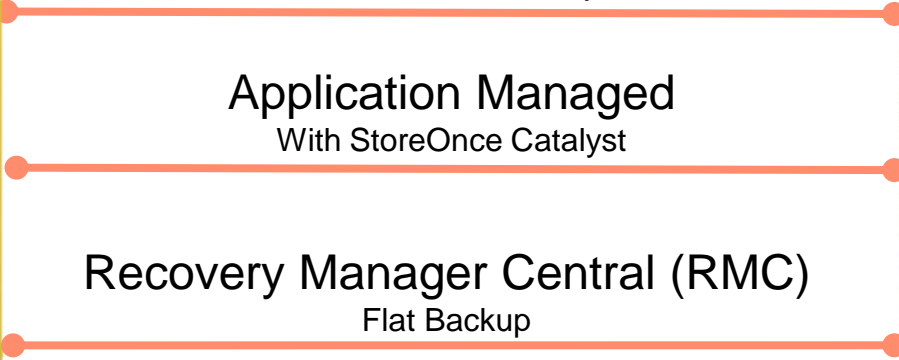 Application Managed
With StoreOnce Catalyst
Recovery Manager Central (RMC)
Flat Backup